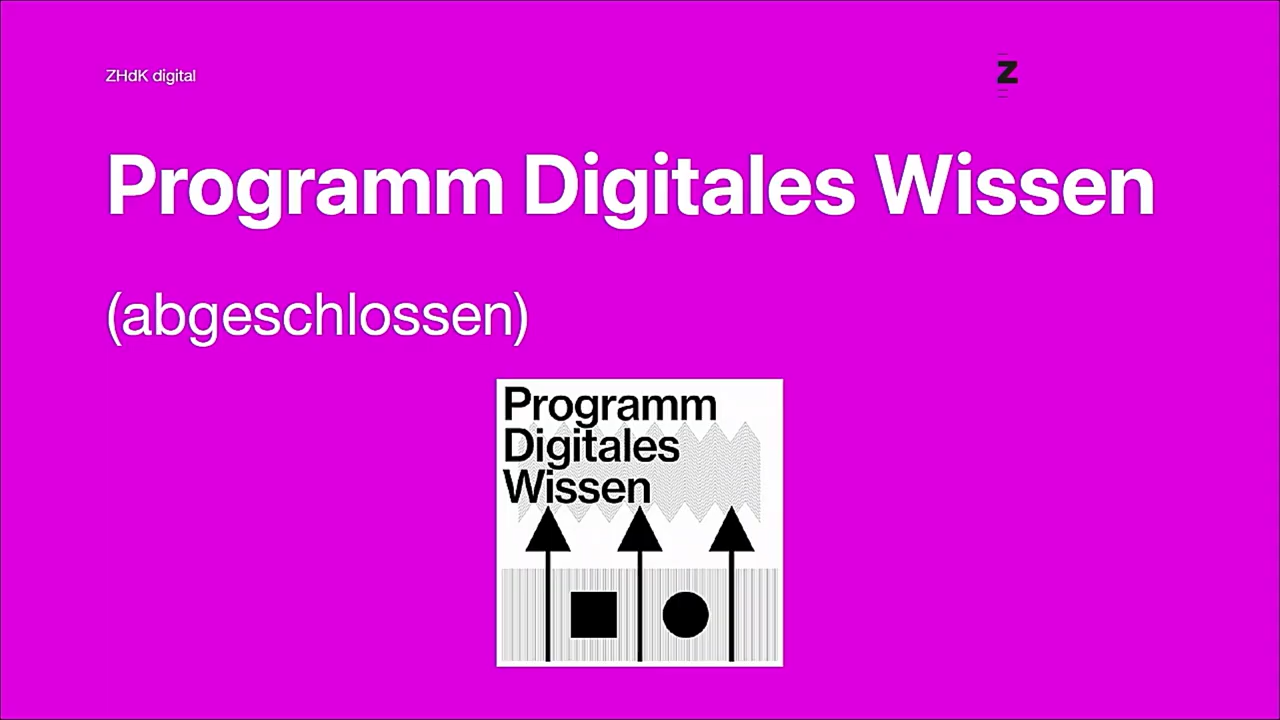 ZHdK digital
Z
Programm Digitales Wissen
(abgeschlossen)
Programm
Digitales
Wissen